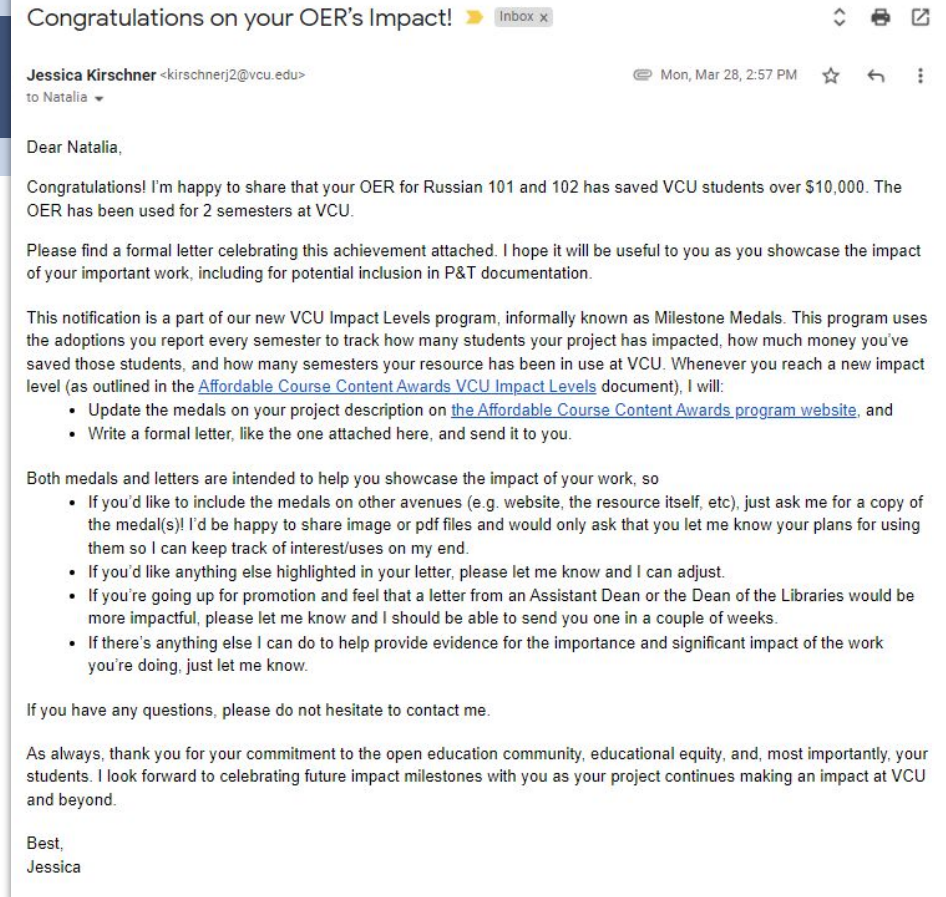 Congratulations on your OER's Impact!
Inbox x
Jessica Kirschner <kirschnerj2@vcu.edu>
Mon, Mar 28, 2:57 PM
to Natalia
Dear Natalia,
Congratulations! I'm happy to share that your OER for Russian 101 and 102 has saved VCU students over $10,000. The
OER has been used for 2 semesters at VCU.
Please find a formal letter celebrating this achievement attached. I hope it will be useful to you as you showcase the impact
of your important work, including for potential inclusion in P&T documentation.
This notification is a part of our new VCU Impact Levels program, informally known as Milestone Medals. This program uses
the adoptions you report every semester to track how many students your project has impacted, how much money you've
saved those students, and how many semesters your resource has been in use at VCU. Whenever you reach a new impact
level (as outlined in the Affordable Course Content Awards VCU Impact Levels document), I will:
• Update the medals on your project description on the Affordable Course Content Awards program website, and
• Write a formal letter, like the one attached here, and send it to you.
Both medals and letters are intended to help you showcase the impact of your work, so
• If you'd like to include the medals on other avenues (e.g. website, the resource itself, etc), just ask me for a copy of
the medal(s)! I'd be happy to share image or pdf files and would only ask that you let me know your plans for using
them so I can keep track of interest/uses on my end.
• If you'd like anything else highlighted in your letter, please let me know and I can adjust.
• If you're going up for promotion and feel that a letter from an Assistant Dean or the Dean of the Libraries would be
more impactful, please let me know and I should be able to send you one in a couple of weeks.
• If there's anything else I can do to help provide evidence for the importance and significant impact of the work
you're doing, just let me know.
If you have any questions, please do not hesitate to contact me.
As always, thank you for your commitment to the open education community, educational equity, and, most importantly, your
students. I look forward to celebrating future impact milestones with you as your project continues making an impact at VCU
and beyond.
Best,
Jessica